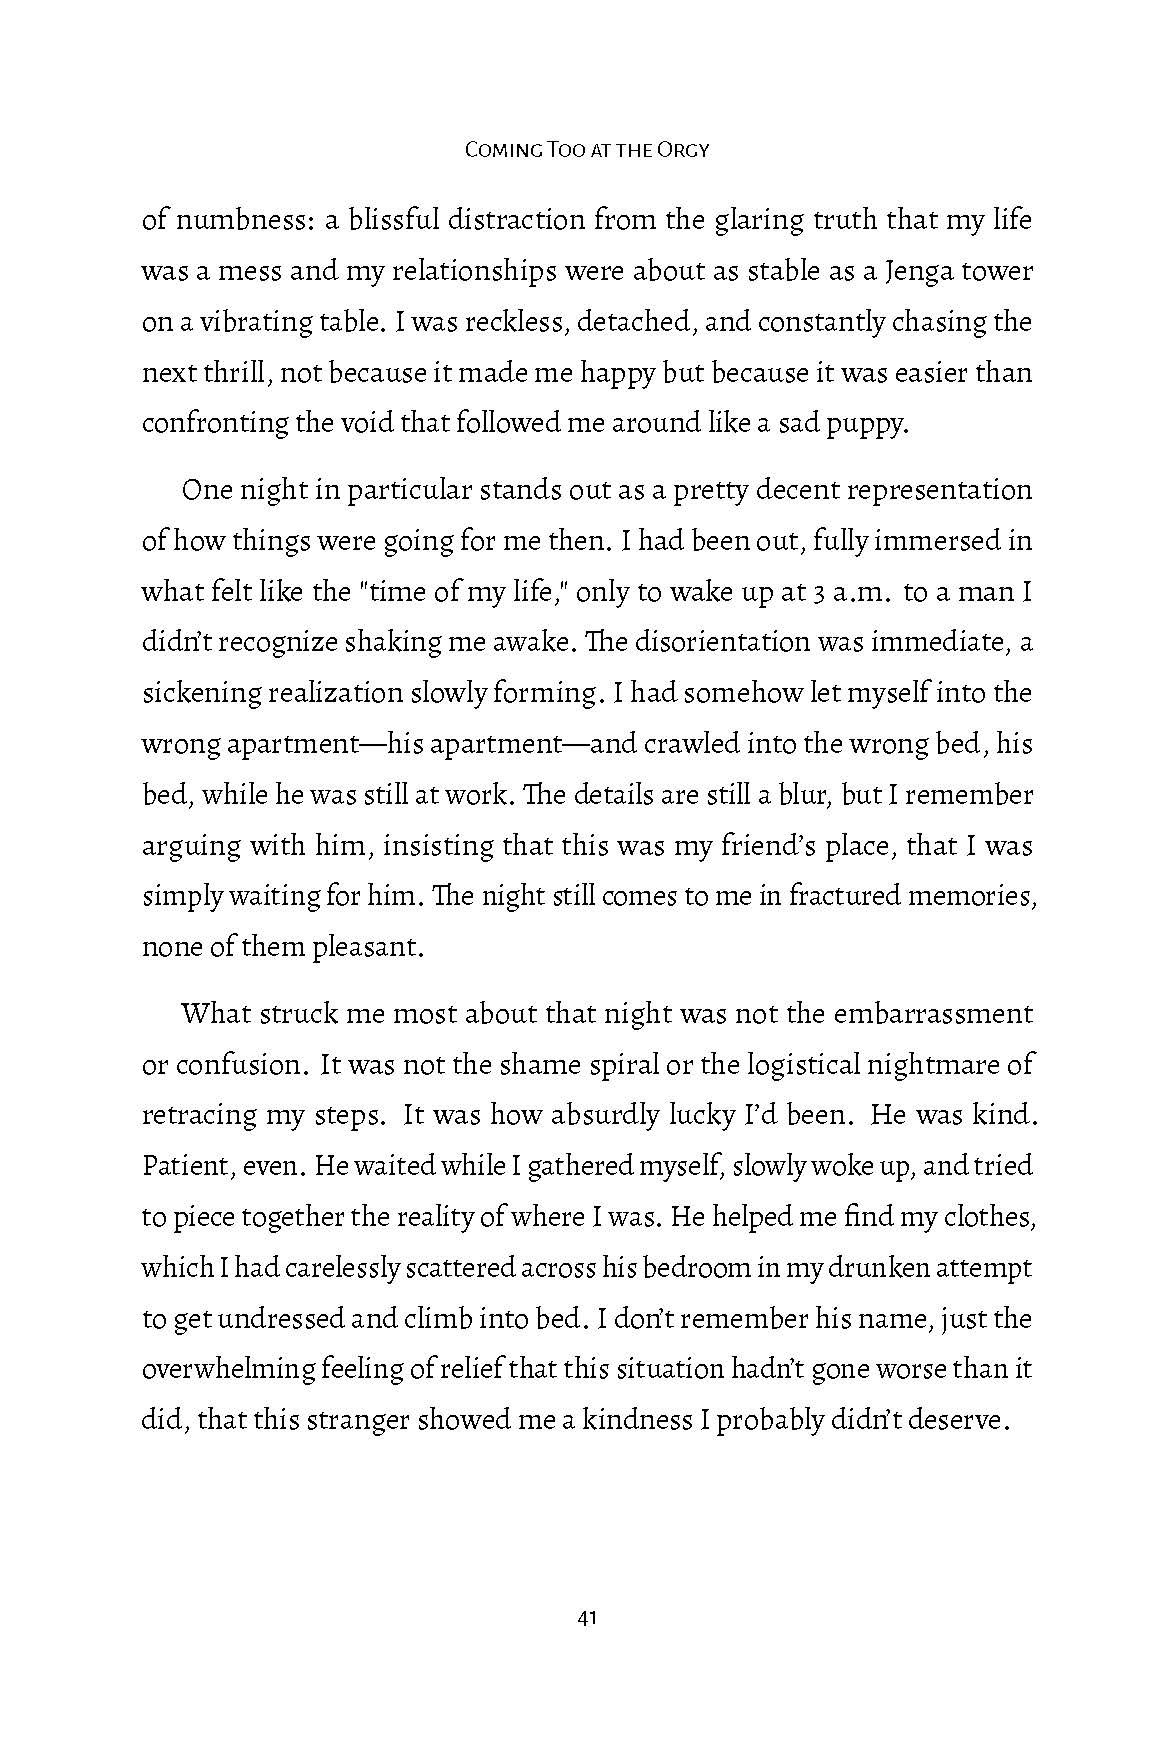 Coming Too at the Orgy
of numbness: a blissful distraction from the glaring truth that my life
was a mess and my relationships were about as stable as a Jenga tower
on a vibrating table. I was reckless, detached, and constantly chasing the
next thrill, not because it made me happy but because it was easier than
confronting the void that followed me around like a sad puppy.
One night in particular stands out as a pretty decent representation
of how things were going for me then. I had been out, fully immersed in
what felt like the "time of my life," only to wake up at 3 a.m. to a man I
didn’t recognize shaking me awake. The disorientation was immediate, a
sickening realization slowly forming. I had somehow let myself into the
wrong apartment—his apartment—and crawled into the wrong bed, his
bed, while he was still at work. The details are still a blur, but I remember
arguing with him, insisting that this was my friend’s place, that I was
simply waiting for him. The night still comes to me in fractured memories,
none of them pleasant.
What struck me most about that night was not the embarrassment
or confusion. It was not the shame spiral or the logistical nightmare of
retracing my steps. It was how absurdly lucky I’d been. He was kind.
Patient, even. He waited while I gathered myself, slowly woke up, and tried
to piece together the reality of where I was. He helped me find my clothes,
which I had carelessly scattered across his bedroom in my drunken attempt
to get undressed and climb into bed. I don’t remember his name, just the
overwhelming feeling of relief that this situation hadn’t gone worse than it
did, that this stranger showed me a kindness I probably didn’t deserve.
41